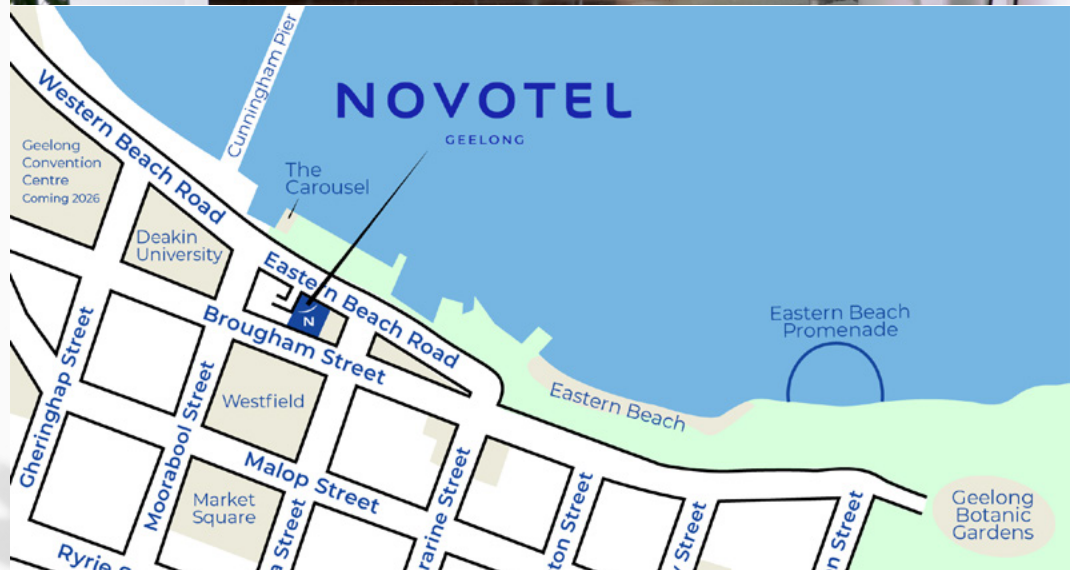 NOVOTEL
GEELONG
Cunningham Pier
Western Beach Road
Geelong
Convention
Centre
Coming 2026
The
Carousel
Deakin
University
Eastern Beach Road
N
Brougham Street
Eastern Beach
Promenade
Eastern Beach
Westfield
Gheringhap Street
Moorabool Street
Malop Street
Market
Square
Street
Street
Street
Street
Street
Ryrie
Geelong
Botanic
Gardens